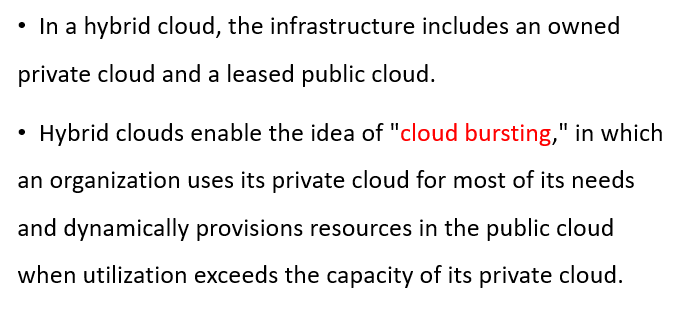 • In a hybrid cloud, the infrastructure includes an owned
private cloud and a leased public cloud.
• Hybrid clouds enable the idea of "cloud bursting," in which
an organization uses its private cloud for most of its needs
and dynamically provisions resources in the public cloud
when utilization exceeds the capacity of its private cloud.